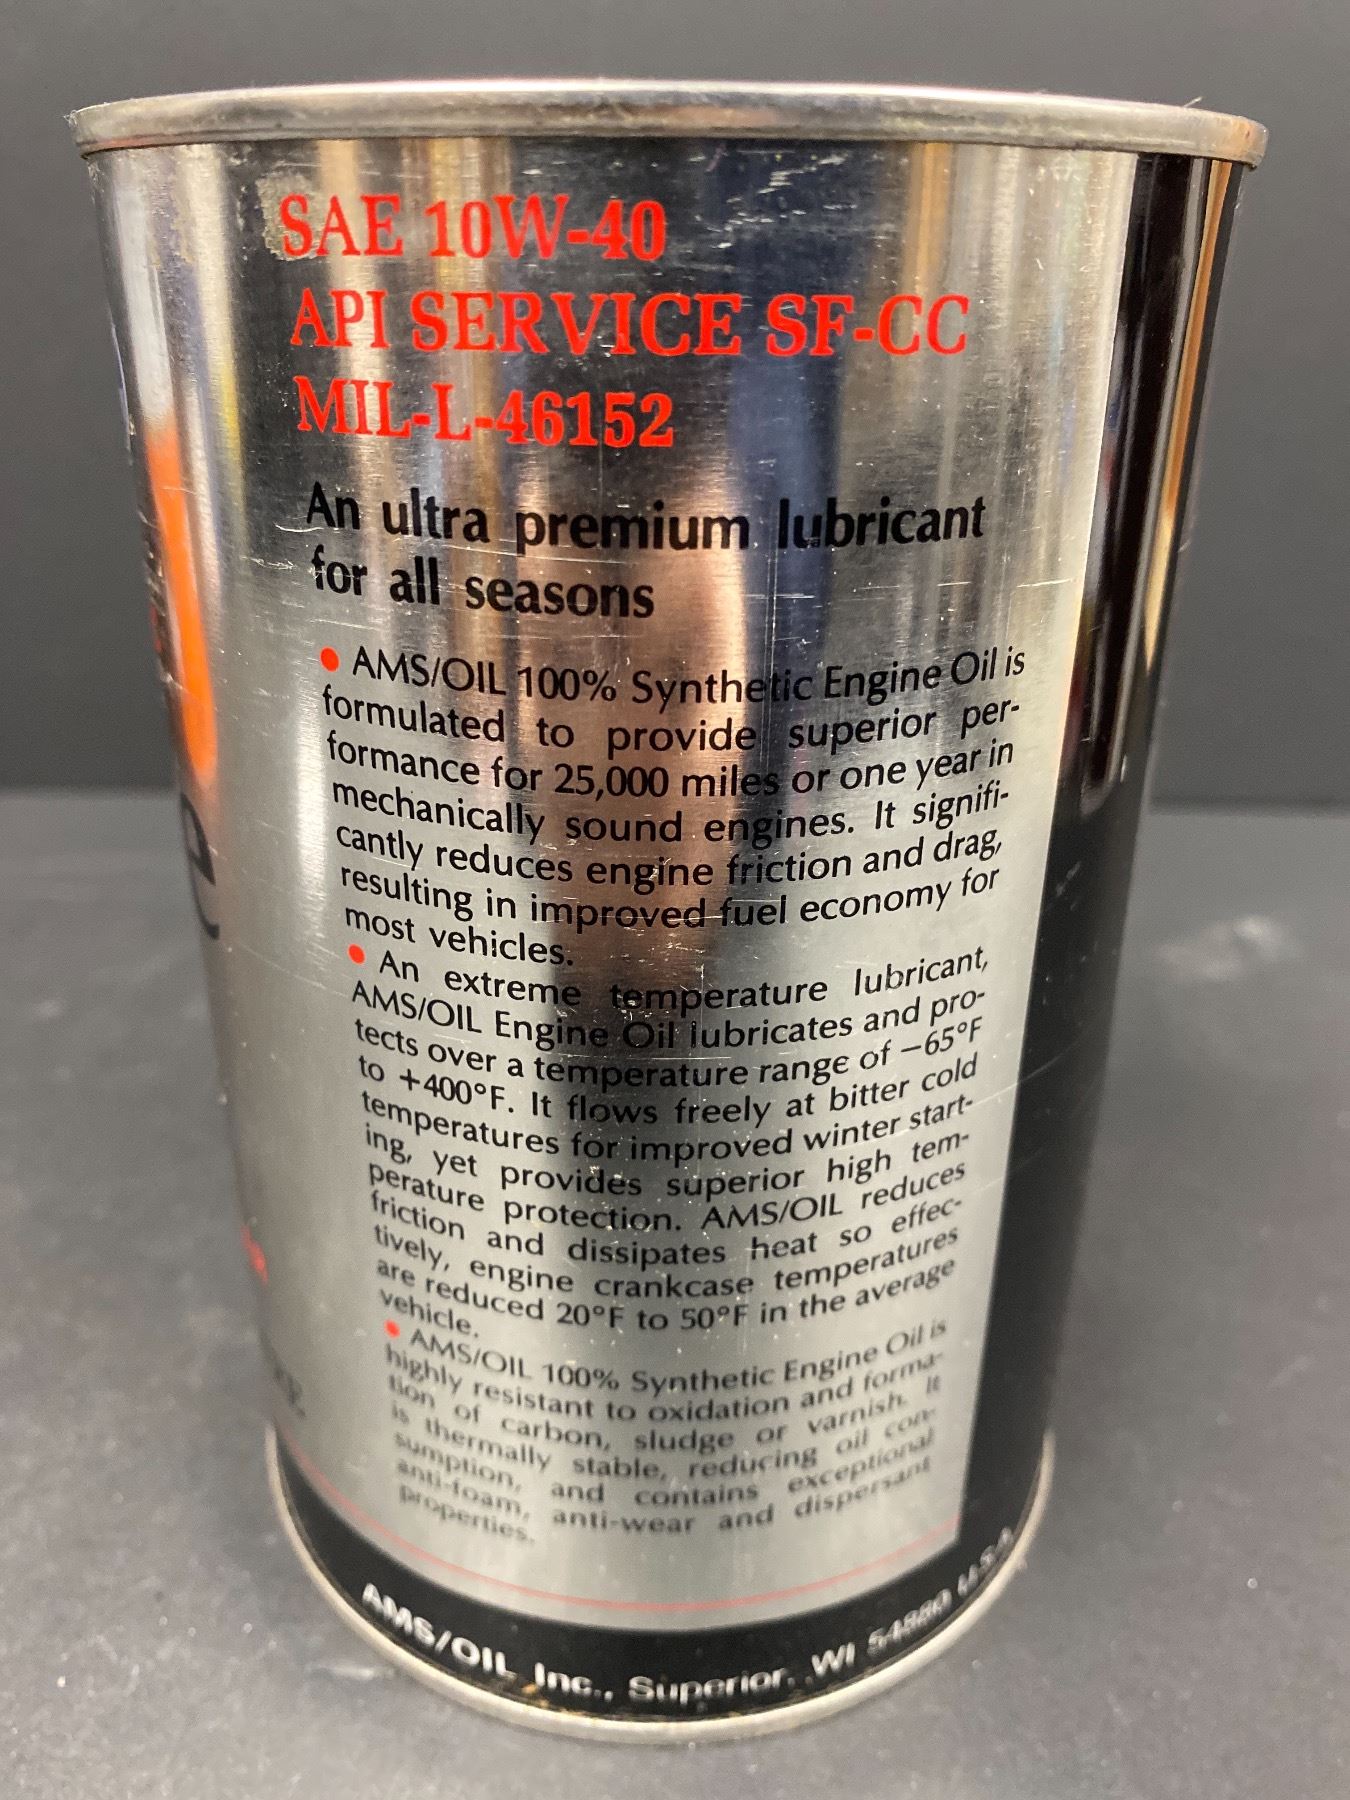 SAE 10W-40
API SERVICE SF-CC
MIL-L-46152
An ultra premium lubricant
for all seasons
• AMS/OIL 100% Synthetic Engine Oil is
formulated to provide superior per-
formance for 25,000 miles or one year in
mechanically sound engines. It signifi-
cantly reduces engine friction and drag,
resulting in improved fuel economy for
most vehicles.
• An extreme temperature lubricant,
AMS/OIL Engine Oil lubricates and pro-
tects over a temperature range of −65°F
to +400°F. It flows freely at bitter cold
temperatures for improved winter start-
ing, yet provides superior high tem-
perature protection. AMS/OIL reduces
friction and dissipates heat so effec-
tively, engine crankcase temperatures
are reduced 20°F to 50°F in the average
vehicle.
• AMS/OIL 100% Synthetic Engine Oil is
highly resistant to oxidation and forma-
tion of carbon, sludge or varnish. It
is thermally stable, reducing oil con-
sumption, and contains exceptional
anti-foam, anti-wear and dispersant
properties.
AMS/OIL Inc., Superior, WI 54880 U.S.A.